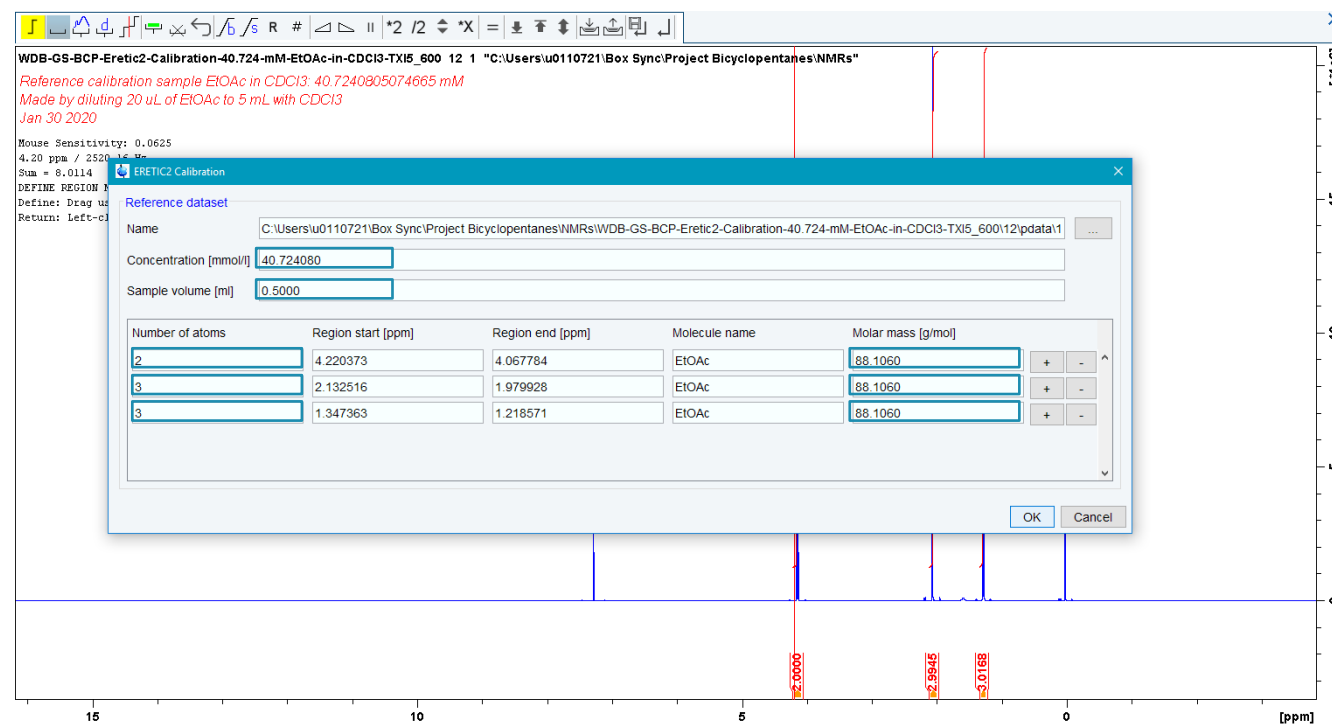 R # *2 /2 *X =
WDB-GS-BCP-Eretic2-Calibration-40.724-mM-EtOAc-in-CDCl3-TXI5_600 12 1 "C:\Users\u0110721\Box Sync\Project Bicyclopentanes\NMRs"
Reference calibration sample EtOAc in CDCl3: 40.7240805074665 mM
Made by diluting 20 uL of EtOAc to 5 mL with CDCl3
Jan 30 2020
Mouse Sensitivity: 0.0625
4.20 ppm / 2520.16 Hz
Sum = 8.0114
DEFINE REGION
Define: Drag
Return:
ERETIC2 Calibration
Reference dataset
Name C:\Users\u0110721\Box Sync\Project Bicyclopentanes\NMRs\WDB-GS-BCP-Eretic2-Calibration-40.724-mM-EtOAc-in-CDCl3-TXI5_600\12\pdata\1 ...
Concentration [mmol/l] 40.724080
Sample volume [ml] 0.5000
Number of atoms Region start [ppm] Region end [ppm] Molecule name Molar mass [g/mol]
2 4.220373 4.067784 EtOAc 88.1060 + -
3 2.132516 1.979928 EtOAc 88.1060 + -
3 1.347363 1.218571 EtOAc 88.1060 + -
OK Cancel
2.0000 2.9945 3.0168
15 10 5 0 [ppm]